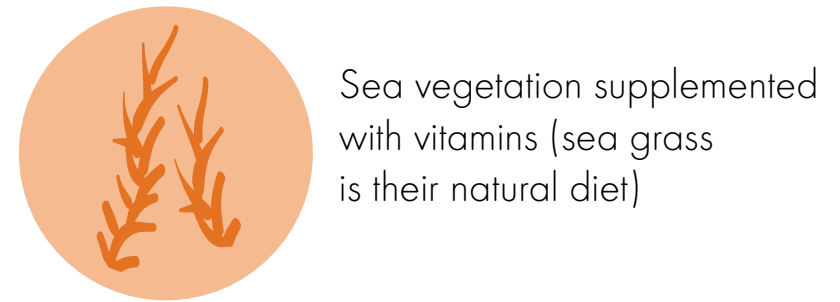 Sea vegetation supplemented
with vitamins (sea grass
is their natural diet)